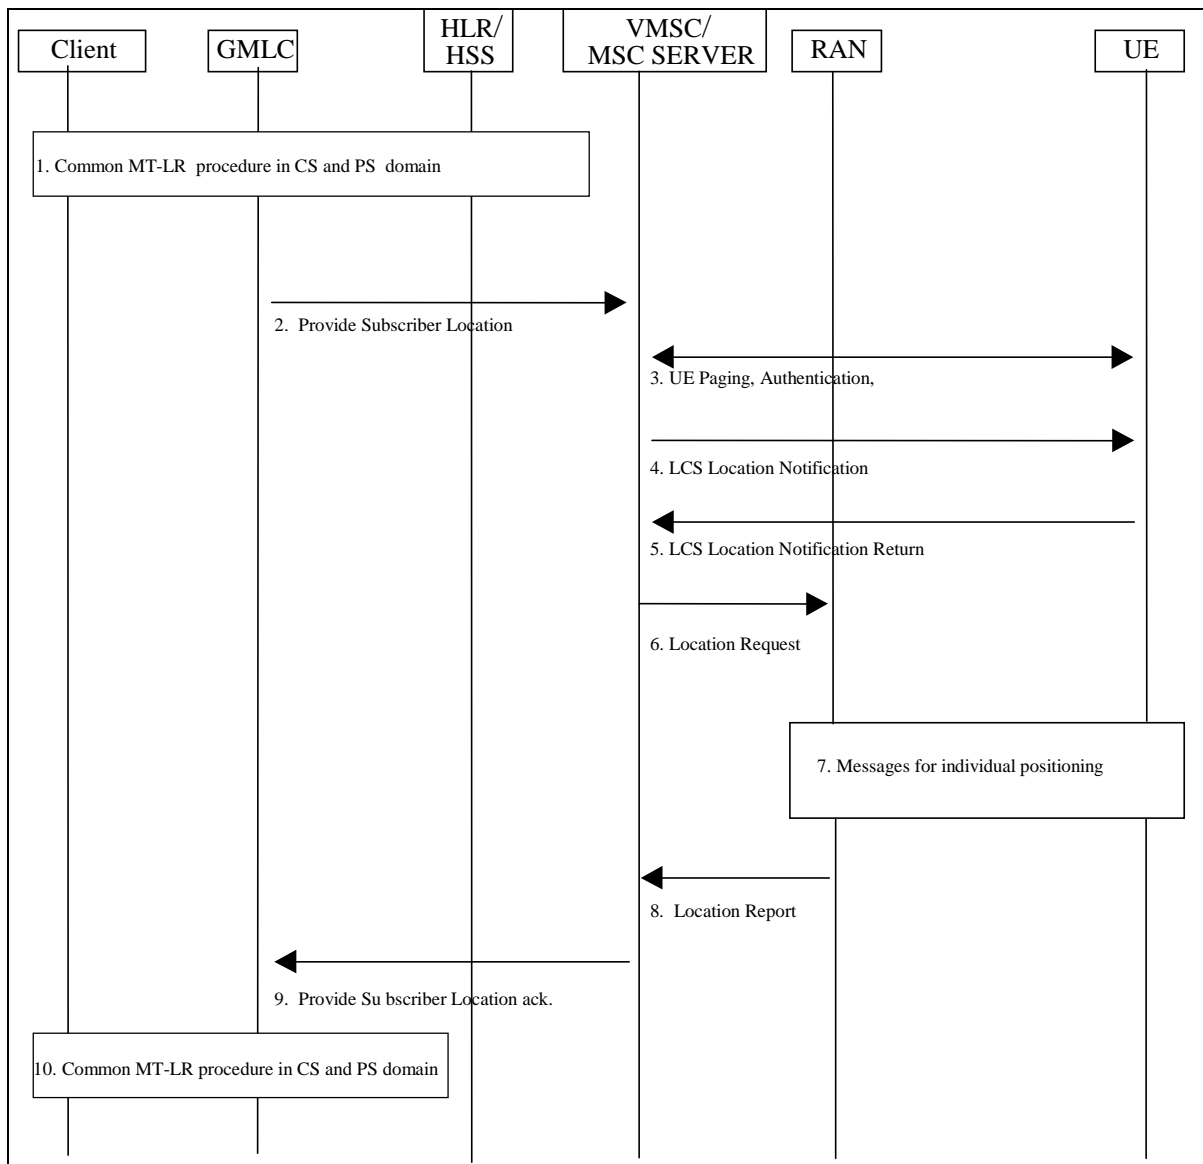 Client
GMLC
HLR/
HSS
VMSC/
MSC SERVER
RAN
UE
1. Common MT-LR procedure in CS and PS domain
2. Provide Subscriber Location
3. UE Paging, Authentication,
4. LCS Location Notification
5. LCS Location Notification Return
6. Location Request
7. Messages for individual positioning
8. Location Report
9. Provide Su bscriber Location ack.
10. Common MT-LR procedure in CS and PS domain